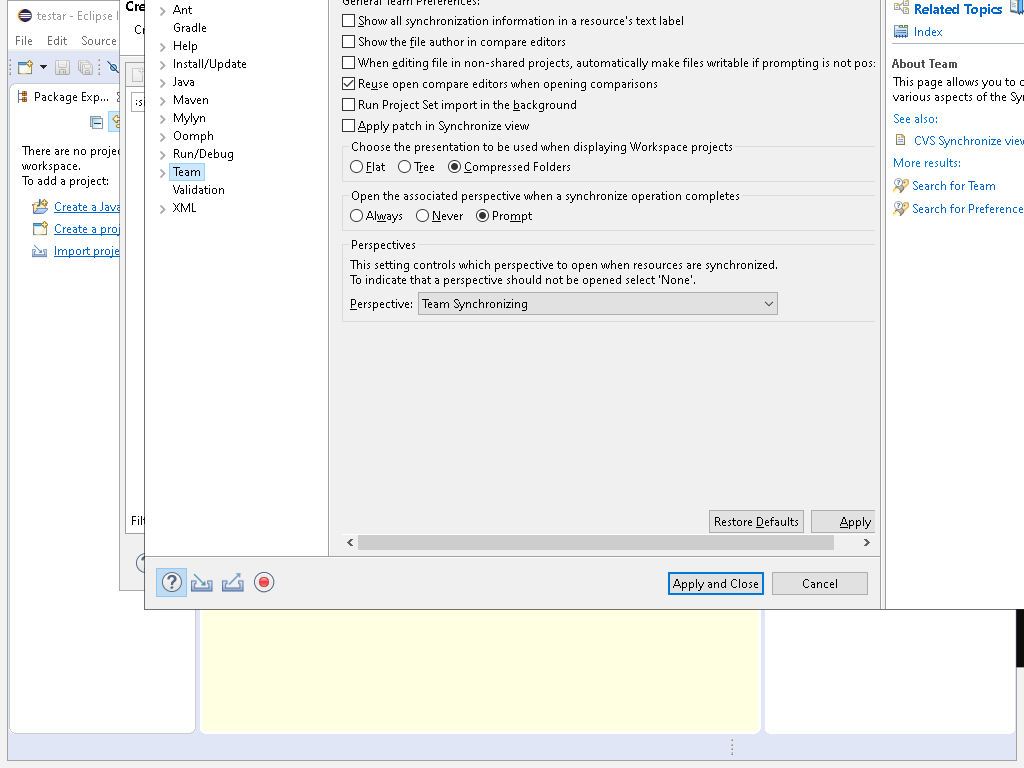 testar - Eclipse I
File Edit Source
Package Exp...
There are no projec
workspace.
To add a project:
Create a Java
Create a proj
Import proje
Cre
Cr
Filt
Ant
Gradle
Help
Install/Update
Java
Maven
Mylyn
Oomph
Run/Debug
Team
Validation
XML
General Team Preferences:
Show all synchronization information in a resource's text label
Show the file author in compare editors
When editing file in non-shared projects, automatically make files writable if prompting is not pos:
Reuse open compare editors when opening comparisons
Run Project Set import in the background
Apply patch in Synchronize view
Choose the presentation to be used when displaying Workspace projects
Flat Tree Compressed Folders
Open the associated perspective when a synchronize operation completes
Always Never Prompt
Perspectives
This setting controls which perspective to open when resources are synchronized.
To indicate that a perspective should not be opened select 'None'.
Perspective: Team Synchronizing
Restore Defaults Apply
Apply and Close Cancel
Related Topics
Index
About Team
This page allows you to c
various aspects of the Syn
See also:
CVS Synchronize view
More results:
Search for Team
Search for Preference